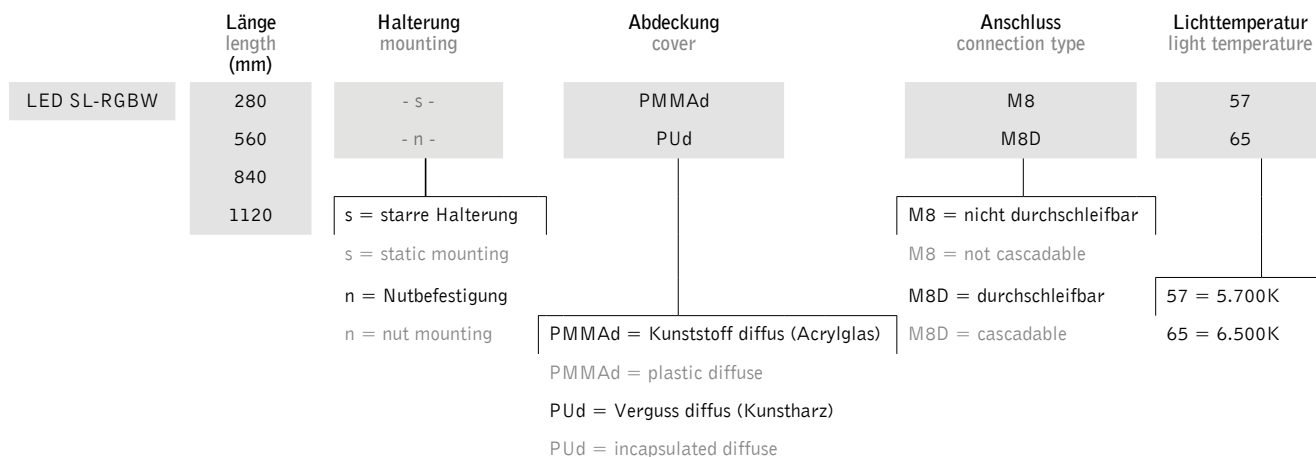 Länge Halterung Abdeckung Anschluss Lichttemperatur
length mounting cover connection type light temperature
(mm)
LED SL-RGBW 280 - s - PMMAd M8 57
560 - n - PUd M8D 65
840
1120 s = starre Halterung M8 = nicht durchschleifbar
s = static mounting M8 = not cascadable
n = Nutbefestigung M8D = durchschleifbar 57 = 5.700K
n = nut mounting PMMAd = Kunststoff diffus (Acrylglas) M8D = cascadable 65 = 6.500K
PMMAd = plastic diffuse
PUd = Verguss diffus (Kunstharz)
PUd = incapsulated diffuse